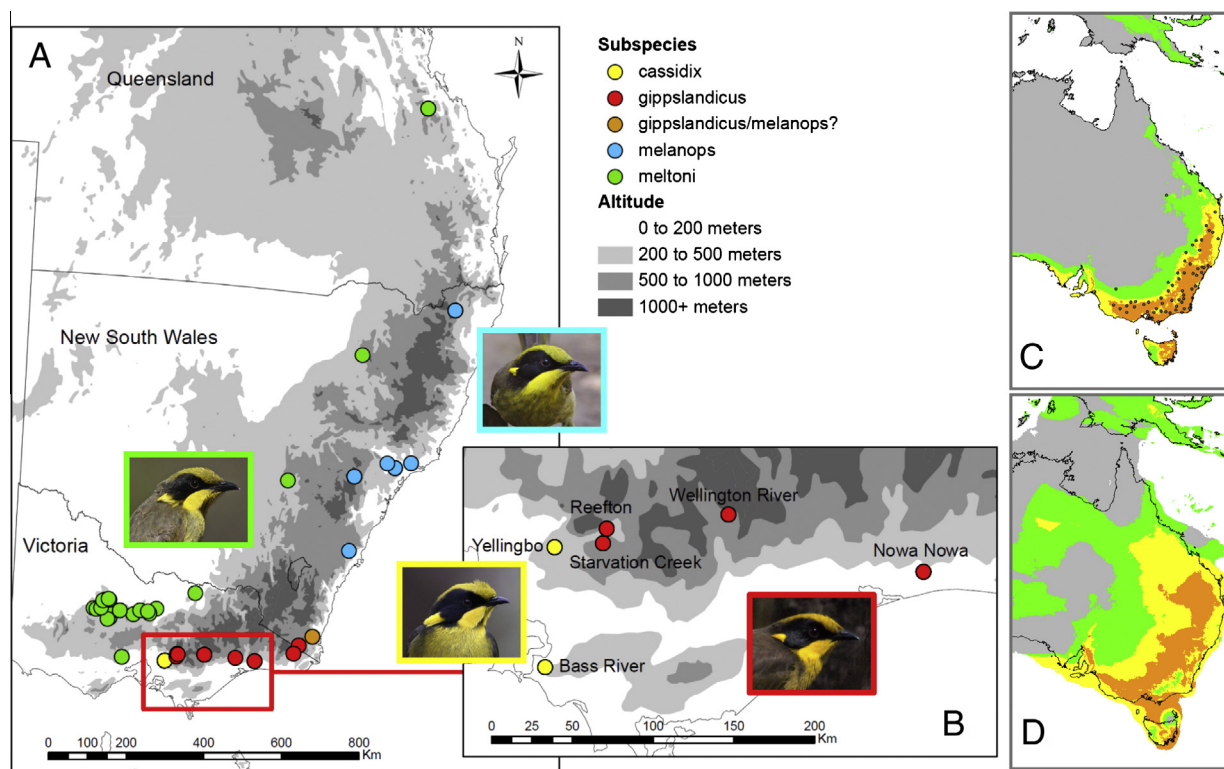 A
N
Queensland
New South Wales
Victoria
0 100 200 400 600 800
Km
Subspecies
cassidix
gippslandicus
gippslandicus/melanops?
melanops
meltoni
Altitude
0 to 200 meters
200 to 500 meters
500 to 1000 meters
1000+ meters
Reefton
Wellington River
Yellingbo
Starvation Creek
Nowa Nowa
Bass River
B
0 25 50 100 150 200
Km
C
D